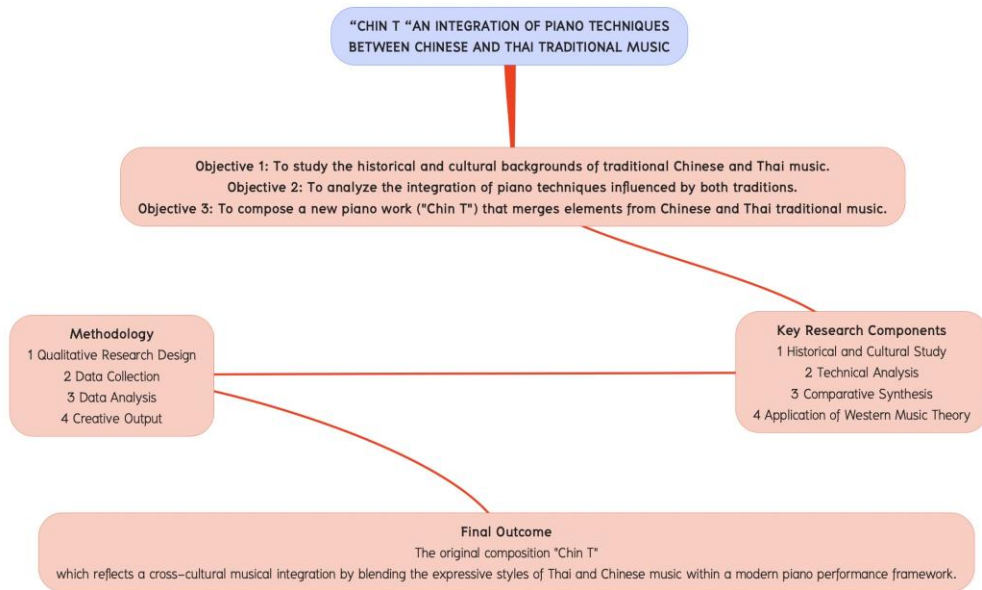 “CHIN T “AN INTEGRATION OF PIANO TECHNIQUES
BETWEEN CHINESE AND THAI TRADITIONAL MUSIC
Objective 1: To study the historical and cultural backgrounds of traditional Chinese and Thai music.
Objective 2: To analyze the integration of piano techniques influenced by both traditions.
Objective 3: To compose a new piano work ("Chin T") that merges elements from Chinese and Thai traditional music.
Methodology
1 Qualitative Research Design
2 Data Collection
3 Data Analysis
4 Creative Output
Key Research Components
1 Historical and Cultural Study
2 Technical Analysis
3 Comparative Synthesis
4 Application of Western Music Theory
Final Outcome
The original composition "Chin T"
which reflects a cross-cultural musical integration by blending the expressive styles of Thai and Chinese music within a modern piano performance framework.